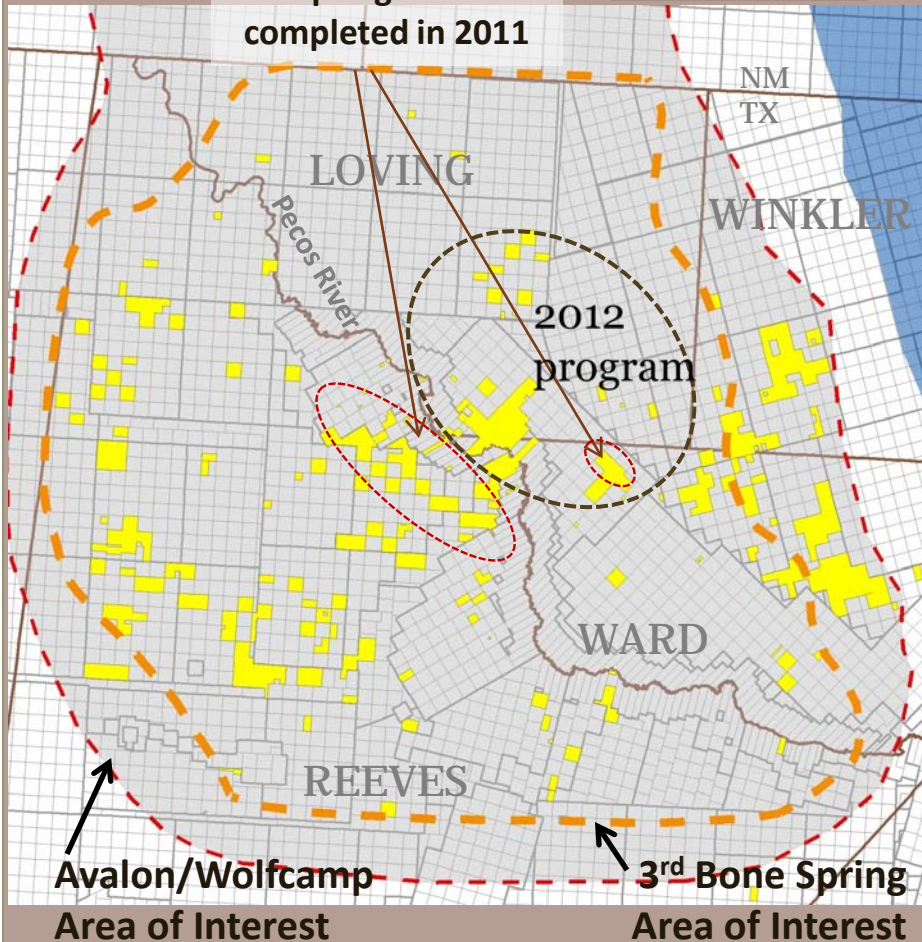 completed in 2011
NM
TX
LOVING
WINKLER
Pecos River
2012
program
WARD
REEVES
Avalon/Wolfcamp
Area of Interest
3rd Bone Spring
Area of Interest